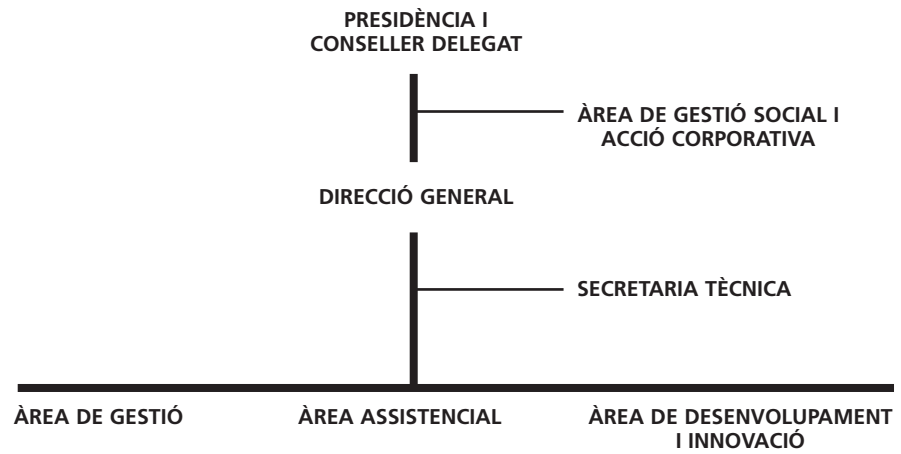 PRESIDÈNCIA I
CONSELLER DELEGAT
ÀREA DE GESTIÓ SOCIAL I
ACCIÓ CORPORATIVA
DIRECCIÓ GENERAL
SECRETARIA TÈCNICA
ÀREA DE GESTIÓ
ÀREA ASSISTENCIAL
ÀREA DE DESENVOLUPAMENT
I INNOVACIÓ